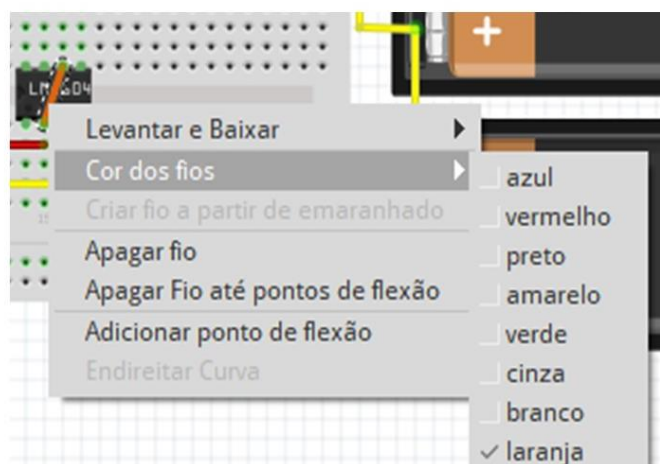 +
Levantar e Baixar
Cor dos fios
Criar fio a partir de emaranhado
Apagar fio
Apagar Fio até pontos de flexão
Adicionar ponto de flexão
Endireitar Curva
azul
vermelho
preto
amarelo
verde
cinza
branco
laranja